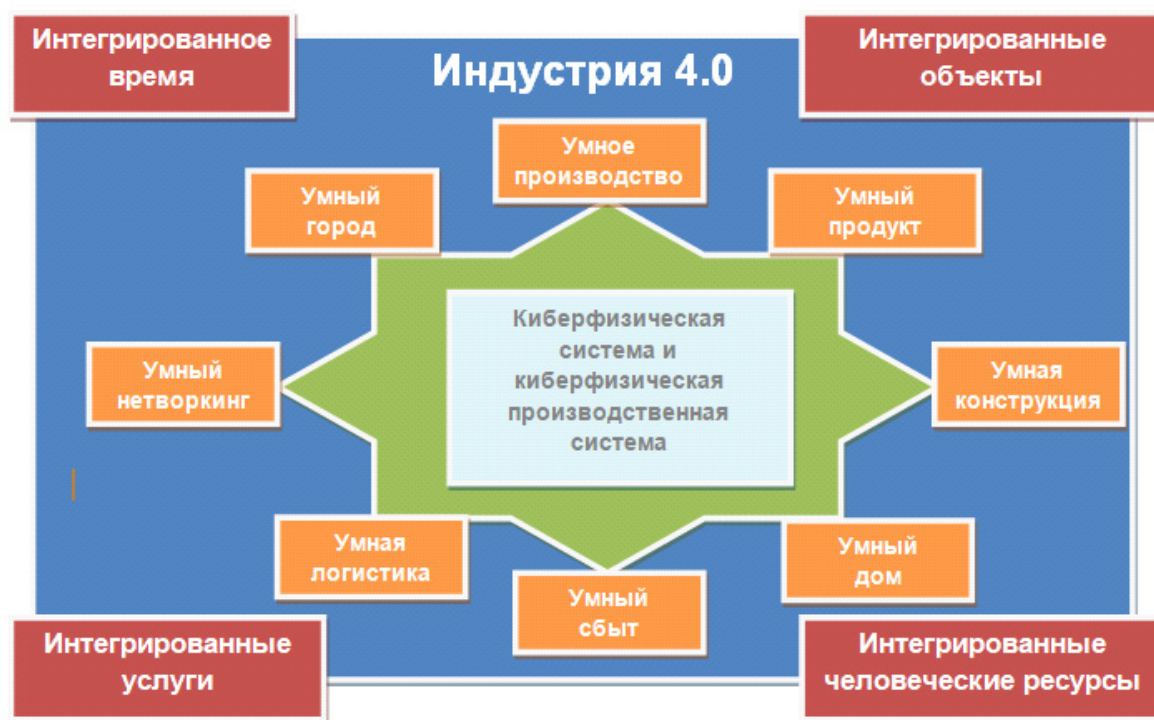 Интегрированное
время
Индустрия 4.0
Интегрированные
объекты
Умное
производство
Умный
город
Умный
продукт
Киберфизическая
система и
киберфизическая
производственная
система
Умный
нетворкинг
Умная
конструкция
Умная
логистика
Умный
сбыт
Умный
дом
Интегрированные
услуги
Интегрированные
человеческие ресурсы